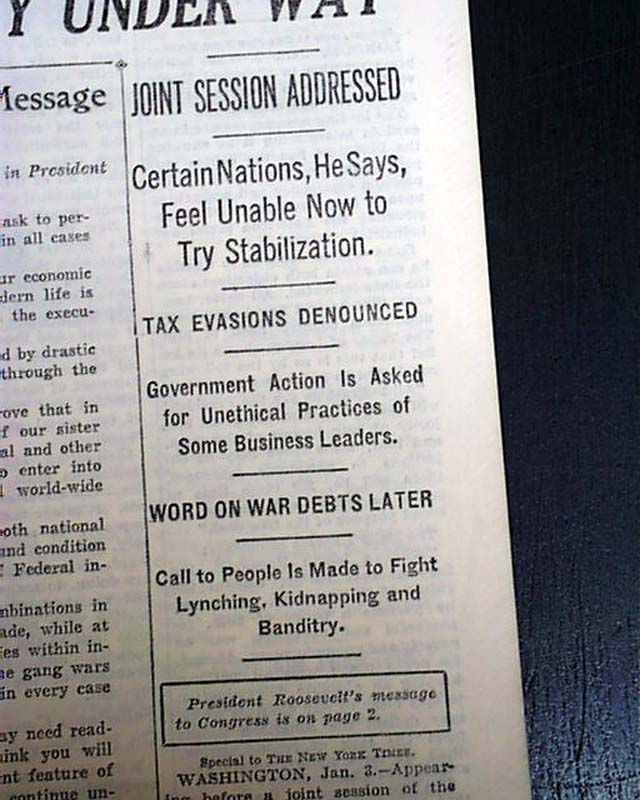 Y UNDER WAY
Message
in President
ask to per-
in all cases
ur economic
dern life is
the execu-
d by drastic
through the
rove that in
f our sister
al and other
o enter into
world-wide
oth national
and condition
Federal in-
mbinations in
ade, while at
ies within in-
he gang wars
in every case
ay need read-
ink you will
nt feature of
continue un-
JOINT SESSION ADDRESSED
Certain Nations, He Says,
Feel Unable Now to
Try Stabilization.
TAX EVASIONS DENOUNCED
Government Action Is Asked
for Unethical Practices of
Some Business Leaders.
WORD ON WAR DEBTS LATER
Call to People Is Made to Fight
Lynching, Kidnapping and
Banditry.
President Roosevelt's message
to Congress is on page 2.
Special to THE NEW YORK TIMES.
WASHINGTON, Jan. 3.—Appear-
ing before a joint session of the